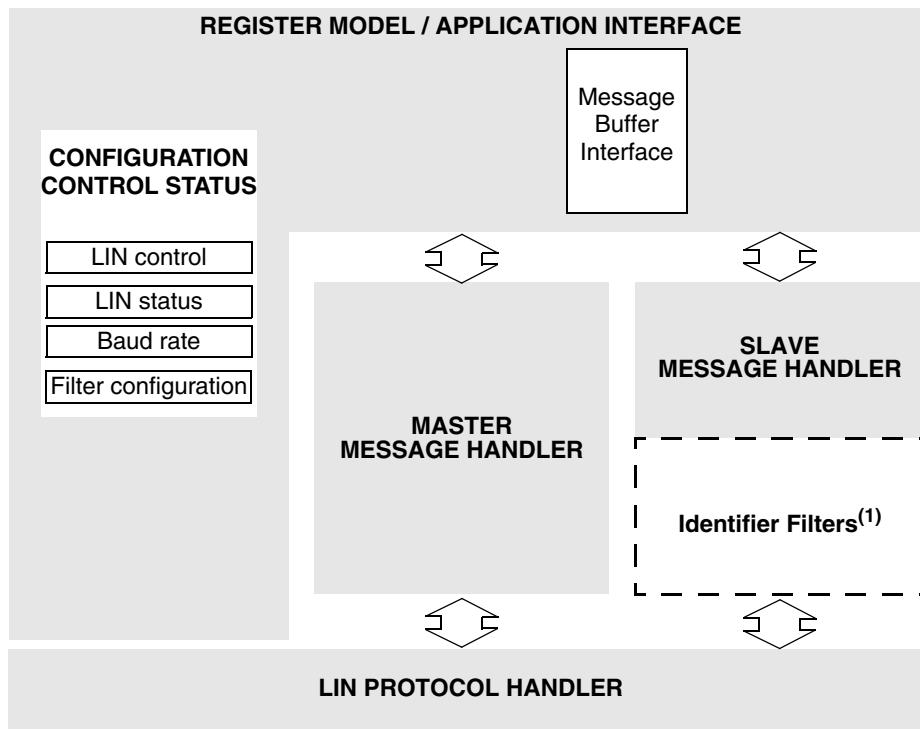 REGISTER MODEL / APPLICATION INTERFACE
Message
Buffer
Interface
CONFIGURATION
CONTROL STATUS
LIN control
LIN status
Baud rate
Filter configuration
MASTER
MESSAGE HANDLER
SLAVE
MESSAGE HANDLER
Identifier Filters(1)
LIN PROTOCOL HANDLER